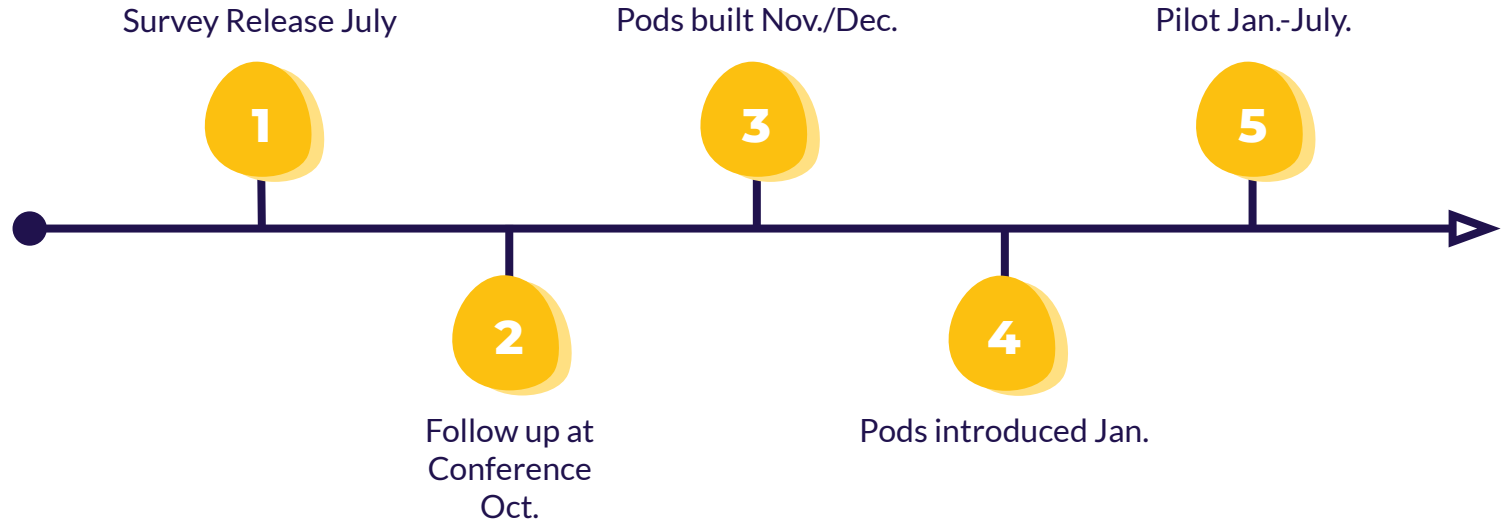 Survey Release July
1
Follow up at
Conference
Oct.
2
Pods built Nov./Dec.
3
Pods introduced Jan.
4
Pilot Jan.-July.
5